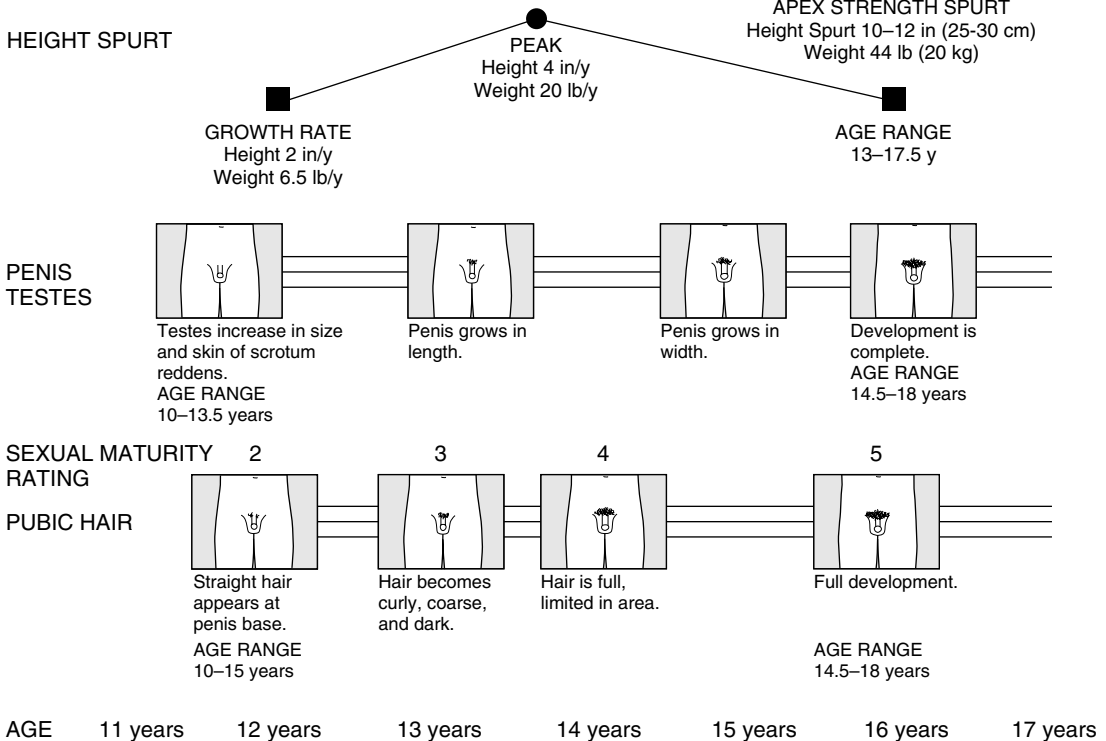 APEX STRENGTH SPURT
Height Spurt 10–12 in (25-30 cm)
Weight 44 lb (20 kg)
HEIGHT SPURT
PEAK
Height 4 in/y
Weight 20 lb/y
GROWTH RATE
Height 2 in/y
Weight 6.5 lb/y
AGE RANGE
13–17.5 y
PENIS
TESTES
Testes increase in size
and skin of scrotum
reddens.
AGE RANGE
10–13.5 years
Penis grows in
length.
Penis grows in
width.
Development is
complete.
AGE RANGE
14.5–18 years
SEXUAL MATURITY 2 3 4 5
RATING
PUBIC HAIR
Straight hair
appears at
penis base.
AGE RANGE
10–15 years
Hair becomes
curly, coarse,
and dark.
Hair is full,
limited in area.
Full development.
AGE RANGE
14.5–18 years
AGE 11 years 12 years 13 years 14 years 15 years 16 years 17 years